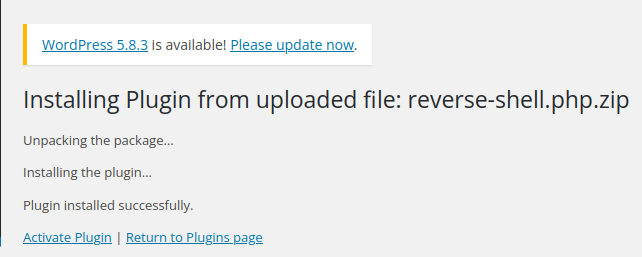 WordPress 5.8.3 is available! Please update now.
Installing Plugin from uploaded file: reverse-shell.php.zip
Unpacking the package…
Installing the plugin…
Plugin installed successfully.
Activate Plugin | Return to Plugins page